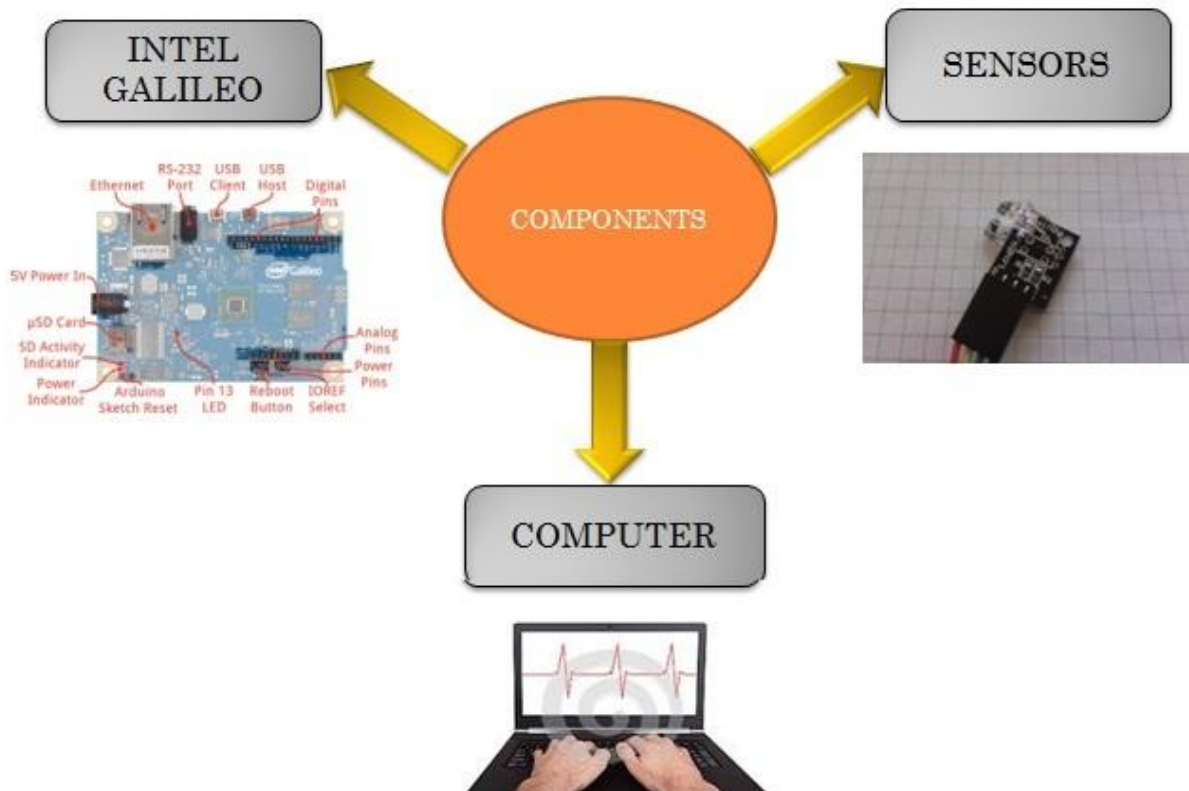 INTEL
GALILEO
SENSORS
COMPONENTS
RS-232
Port
USB
Client
USB
Host
Ethernet
Digital
Pins
Galileo
5V Power In
μSD Card
SD Activity
Indicator
Power
Indicator
Arduino
Sketch Reset
Pin 13
LED
Reboot
Button
IOREF
Select
Analog
Pins
Power
Pins
COMPUTER